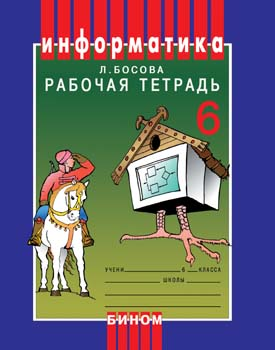 информатика
Л.БОСОВА
РАБОЧАЯ ТЕТРАДЬ
6
УЧЕНИ 6 КЛАССА
ШКОЛЫ
БИНОМ